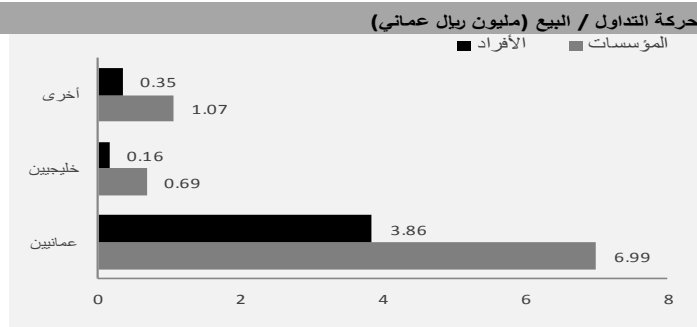 حركة التداول / البيع (مليون ريال عماني)
المؤسسات الأفراد
أخرى
0.35
1.07
خليجيين
0.16
0.69
عمانيين
3.86
6.99
0 2 4 6 8